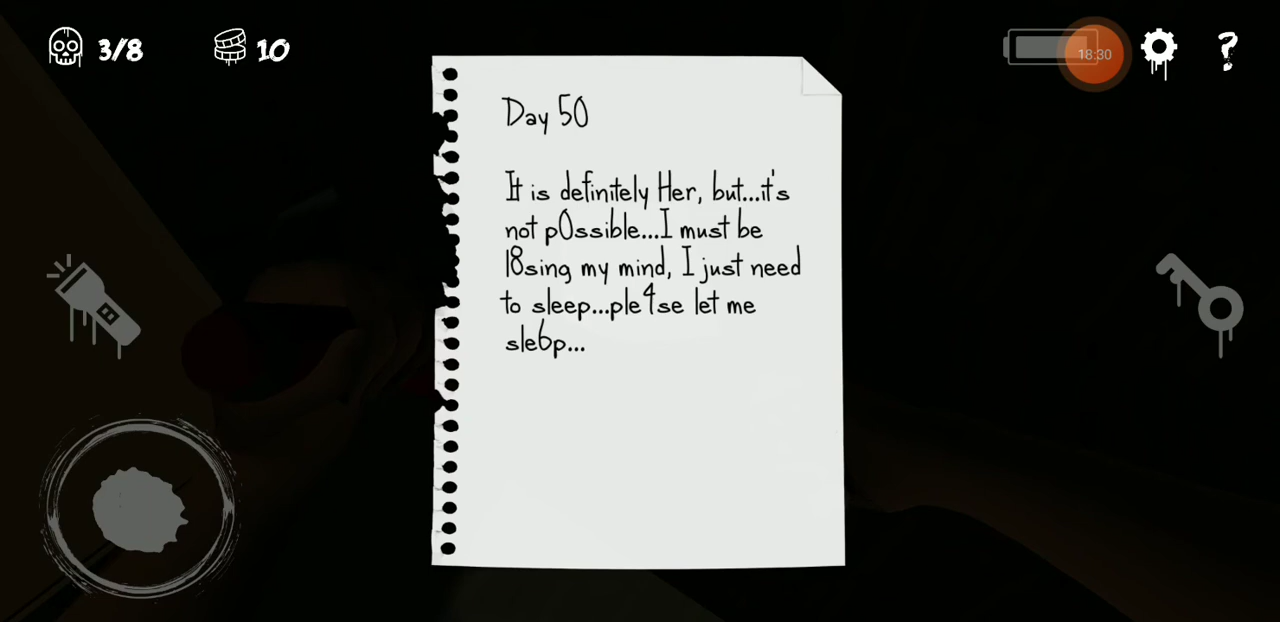 3/8
10
18:30
?
Day 50
It is definitely Her, but...it's
not p0ssible...I must be
l8sing my mind, I just need
to sleep...ple4se let me
sle6p...